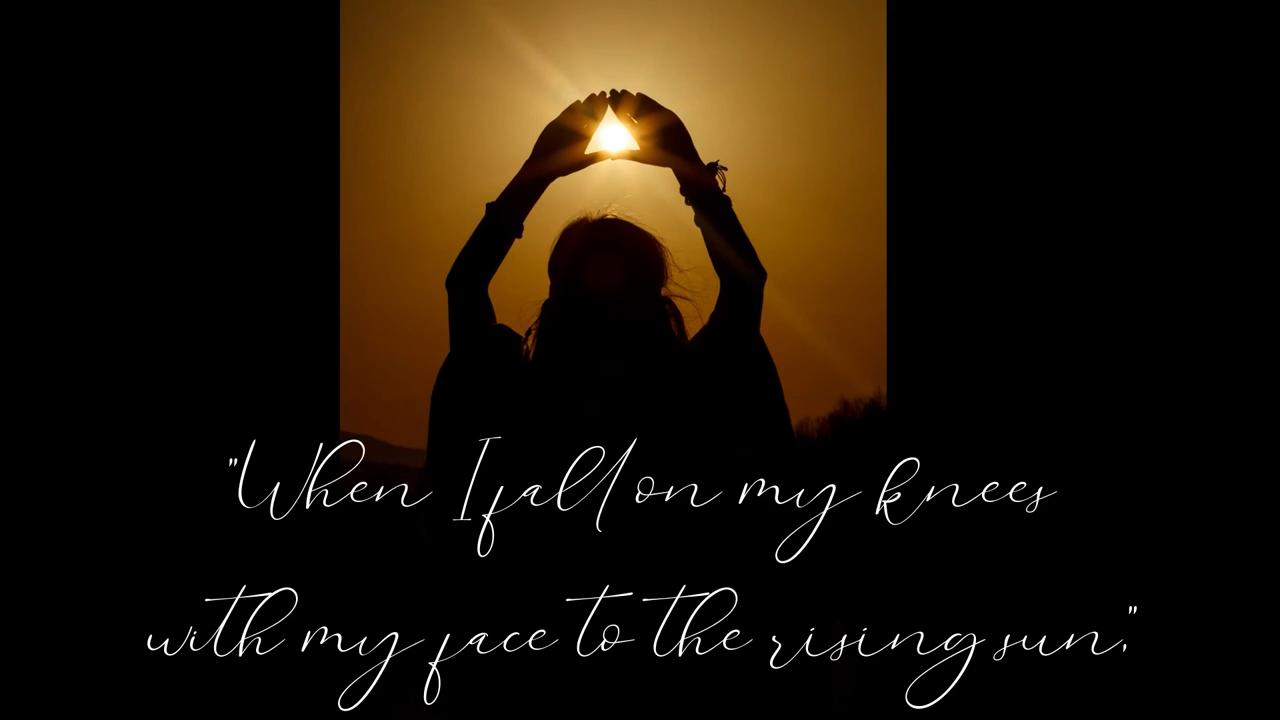 "When I fall on my knees
with my face to the rising sun,"